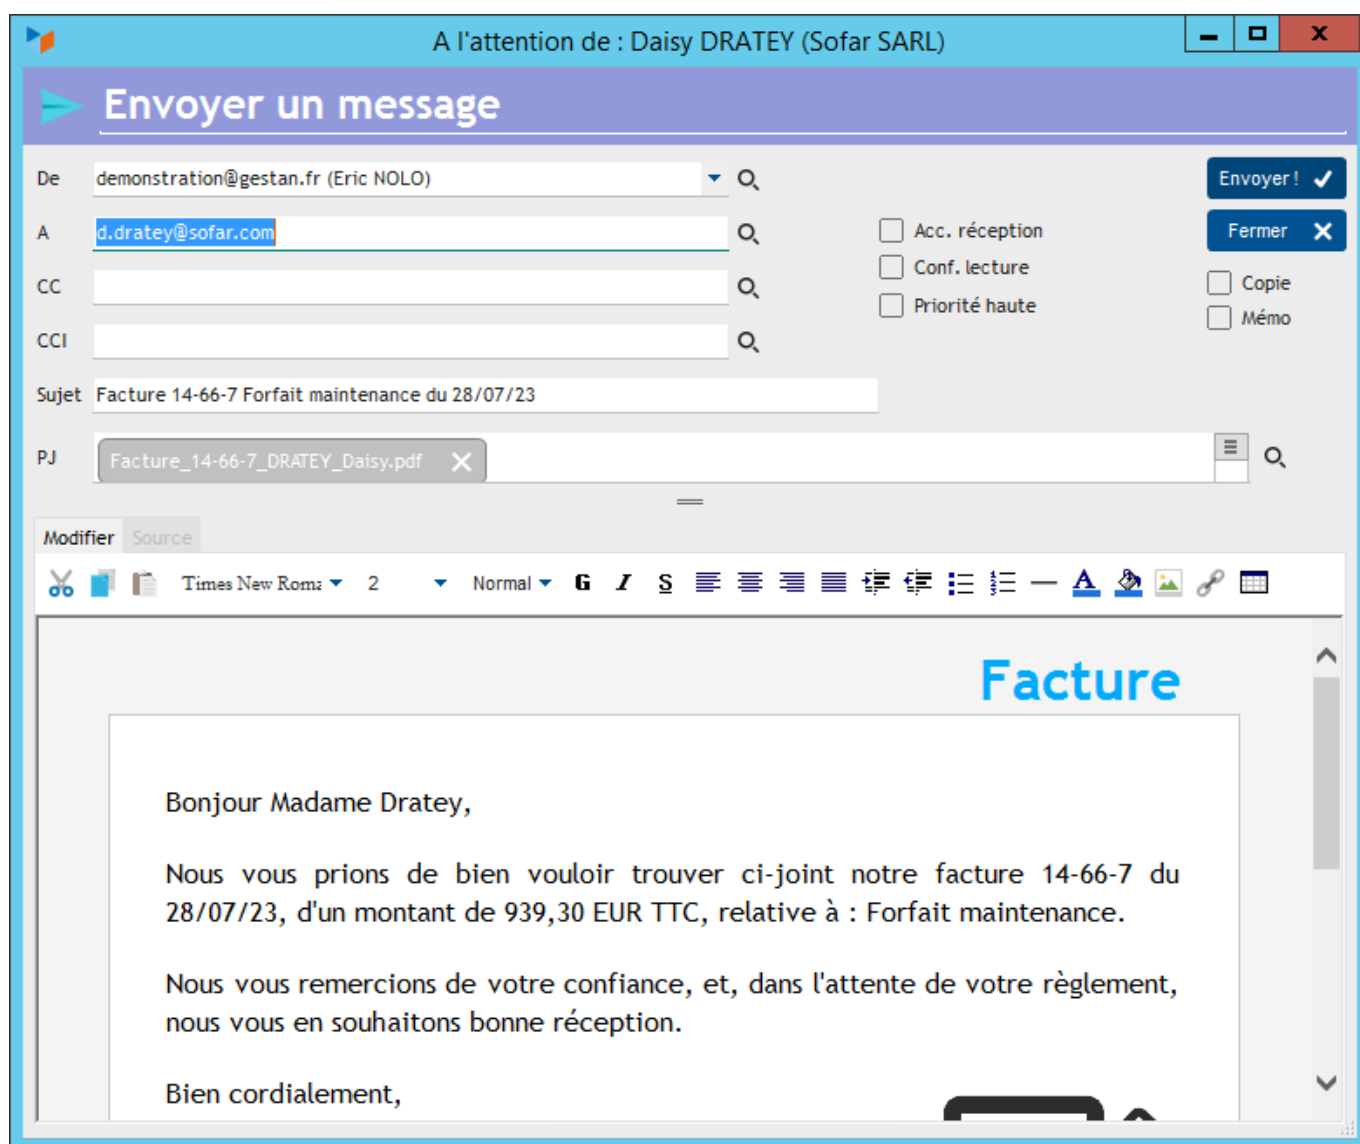 A l'attention de : Daisy DRATEY (Sofar SARL)
Envoyer un message
De demonstration@gestan.fr (Eric NOLO) Envoyer !
A d.dratey@sofar.com Acc. réception Fermer
Conf. lecture
CC Copie
Priorité haute
Mémo
CCI
Sujet Facture 14-66-7 Forfait maintenance du 28/07/23
PJ Facture_14-66-7_DRATEY_Daisy.pdf
Modifier Source
Times New Roma 2 Normal G I S
Facture
Bonjour Madame Dratey,
Nous vous prions de bien vouloir trouver ci-joint notre facture 14-66-7 du
28/07/23, d'un montant de 939,30 EUR TTC, relative à : Forfait maintenance.
Nous vous remercions de votre confiance, et, dans l'attente de votre règlement,
nous vous en souhaitons bonne réception.
Bien cordialement,